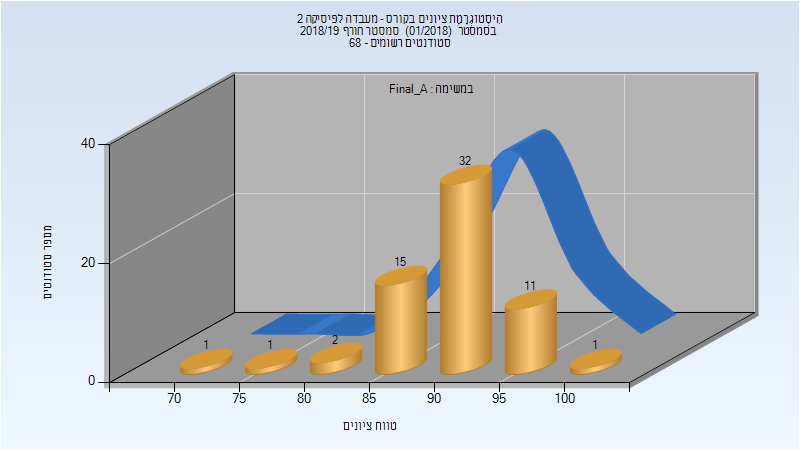 היסטוגרמת ציונים בקורס - מעבדה לפיסיקה 2
בסמסטר (01/2018) סמסטר חורף 2018/19
סטודנטים רשומים - 68
במשימה : Final_A
מספר סטודנטים
40
20
0
1
1
2
15
32
11
1
70
75
80
85
90
95
100
טווח ציונים